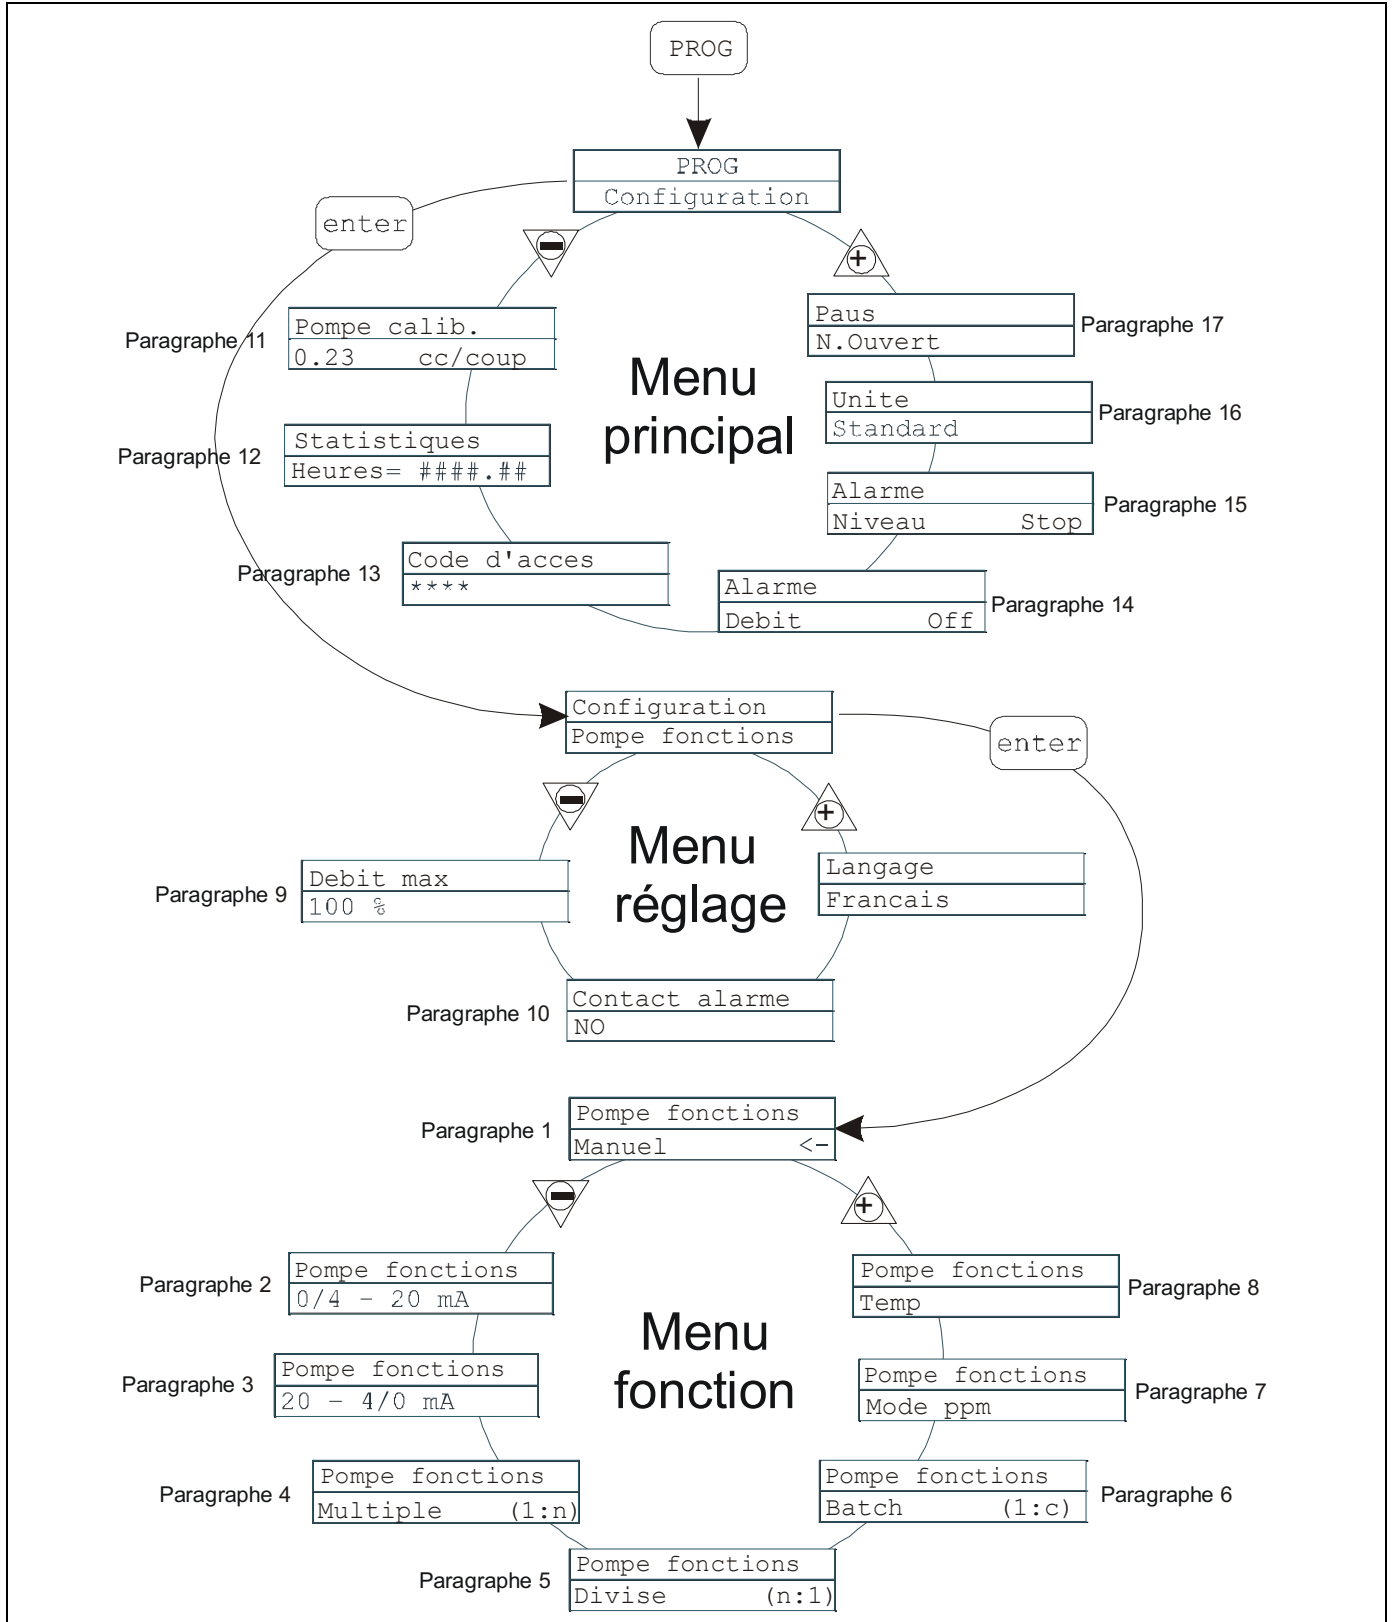 PROG
PROG
Configuration
enter
Paragraphe 11
Pompe calib.
0.23 cc/coup
Paus
N.Ouvert
Paragraphe 17
Menu
principal
Unite
Standard
Paragraphe 16
Paragraphe 12
Statistiques
Heures= ####.##
Alarme
Niveau Stop
Paragraphe 15
Paragraphe 13
Code d'acces
****
Alarme
Debit Off
Paragraphe 14
Configuration
Pompe fonctions
enter
Menu
réglage
Paragraphe 9
Debit max
100 %
Langage
Francais
Paragraphe 10
Contact alarme
NO
Paragraphe 1
Pompe fonctions
Manuel <-
Paragraphe 2
Pompe fonctions
0/4 - 20 mA
Pompe fonctions
Temp
Paragraphe 8
Menu
fonction
Paragraphe 3
Pompe fonctions
20 - 4/0 mA
Pompe fonctions
Mode ppm
Paragraphe 7
Paragraphe 4
Pompe fonctions
Multiple (1:n)
Pompe fonctions
Batch (1:c)
Paragraphe 6
Paragraphe 5
Pompe fonctions
Divise (n:1)